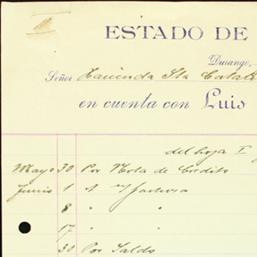 ESTADO DE
Durango,
Señor Hacienda Sta Catal
en cuenta con Luis
del hoja I
Mayo 30 Por Nota de Crédito
Junio 1 " factura
8 " "
17 " "
30 Por Saldo